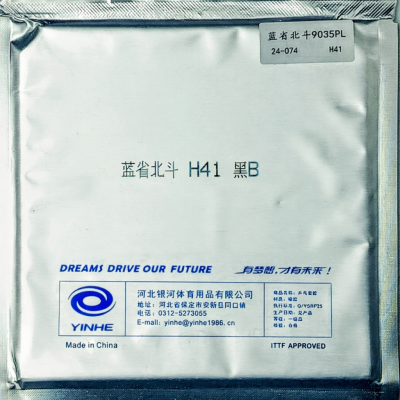 蓝省北斗9035PL
24-074 H41
蓝省北斗 H41 黑B
DREAMS DRIVE OUR FUTURE
有梦想,才有未来!
河北银河体育用品有限公司
地址：河北省保定市安新县同口镇
电话：0312-5273055
E-mail: yinhe@yinhe1986.cn
YINHE
Made in China
ITTF APPROVED